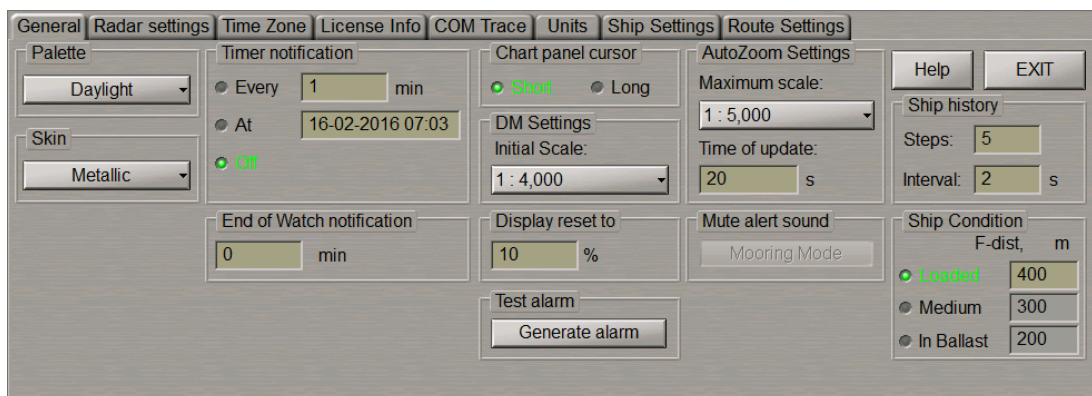 General Radar settings Time Zone License Info COM Trace Units Ship Settings Route Settings
Palette
Daylight
Skin
Metallic
Timer notification
Every 1 min
At 16-02-2016 07:03
Off
End of Watch notification
0 min
Chart panel cursor
Short Long
DM Settings
Initial Scale:
1 : 4,000
Display reset to
10 %
Test alarm
Generate alarm
AutoZoom Settings
Maximum scale:
1 : 5,000
Time of update:
20 s
Mute alert sound
Mooring Mode
Help EXIT
Ship history
Steps: 5
Interval: 2 s
Ship Condition
F-dist, m
Loaded 400
Medium 300
In Ballast 200